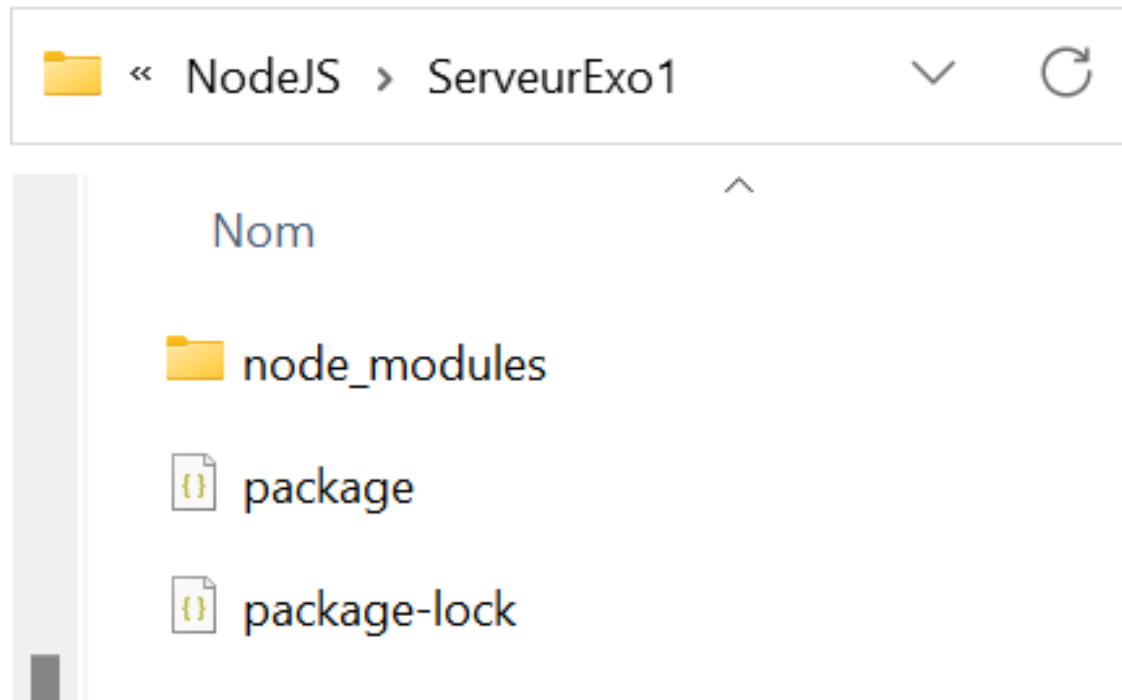 « NodeJS > ServeurExo1
Nom
node_modules
package
package-lock